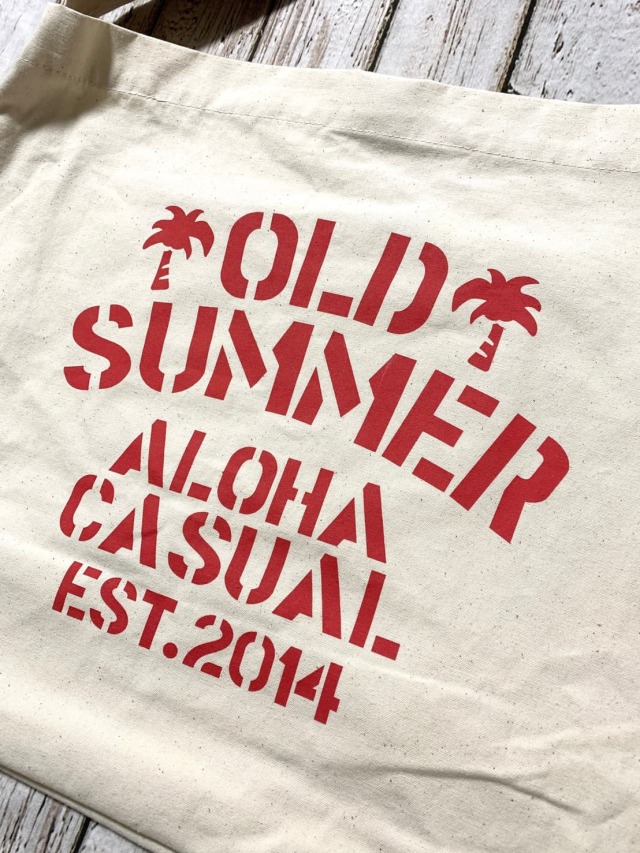 OLD
SUMMER
ALOHA
CASUAL
EST.2014